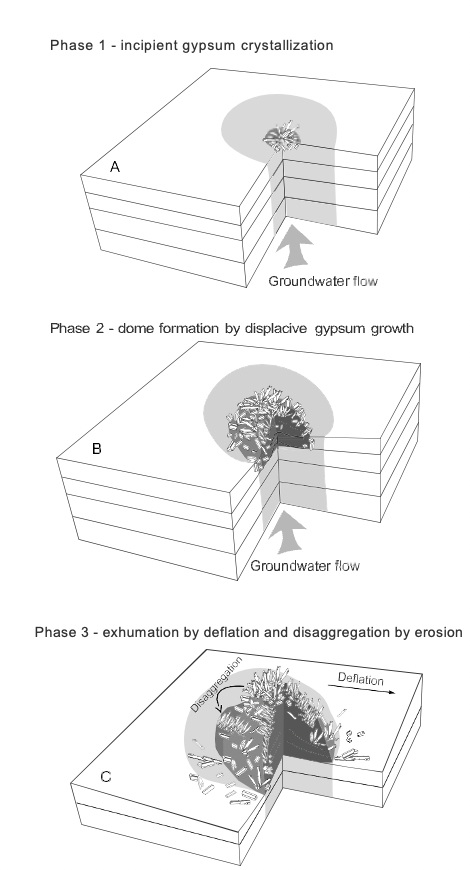 Phase 1 - incipient gypsum crystallization
A
Groundwater flow
Phase 2 - dome formation by displacive gypsum growth
B
Groundwater flow
Phase 3 - exhumation by deflation and disaggregation by erosion
Disaggregation
Deflation
C